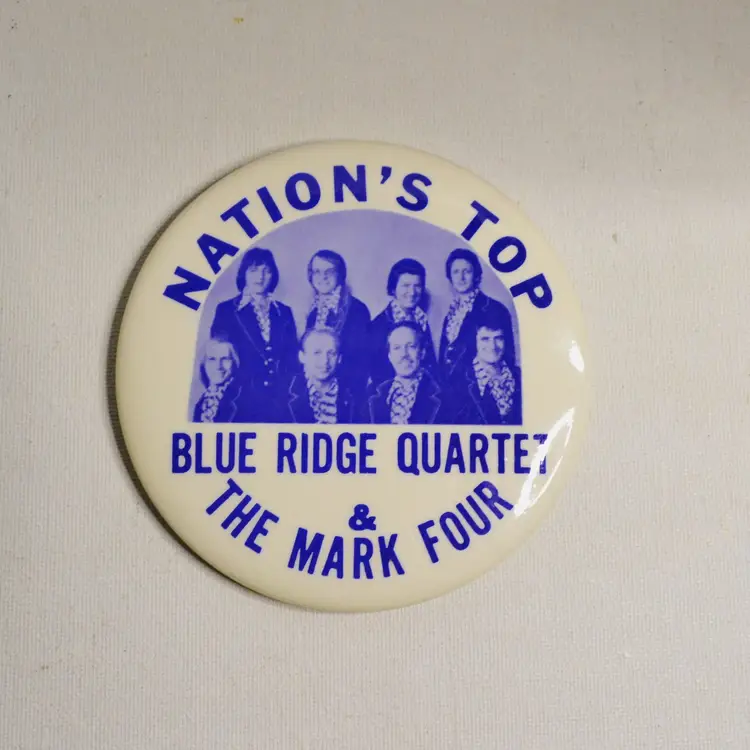 NATION'S TOP
BLUE RIDGE QUARTET
&
THE MARK FOUR